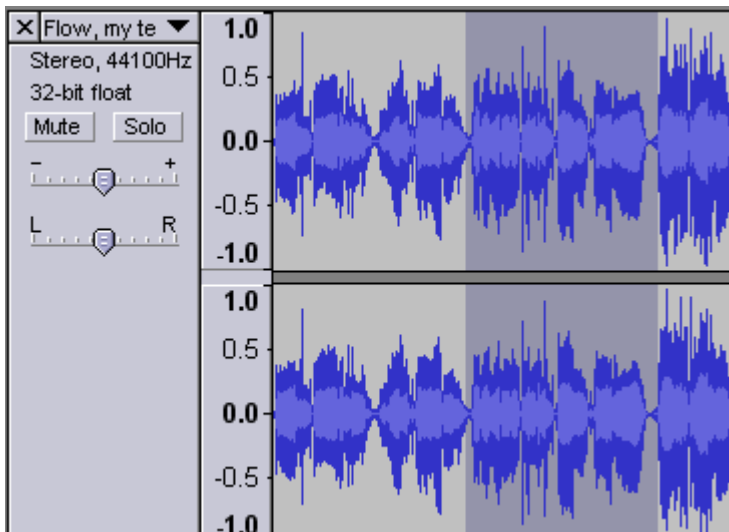 X Flow, my te
Stereo, 44100Hz
32-bit float
Mute Solo
- +
L R
1.0
0.5-
0.0-
-0.5-
-1.0
1.0
0.5-
0.0-
-0.5-
-1.0